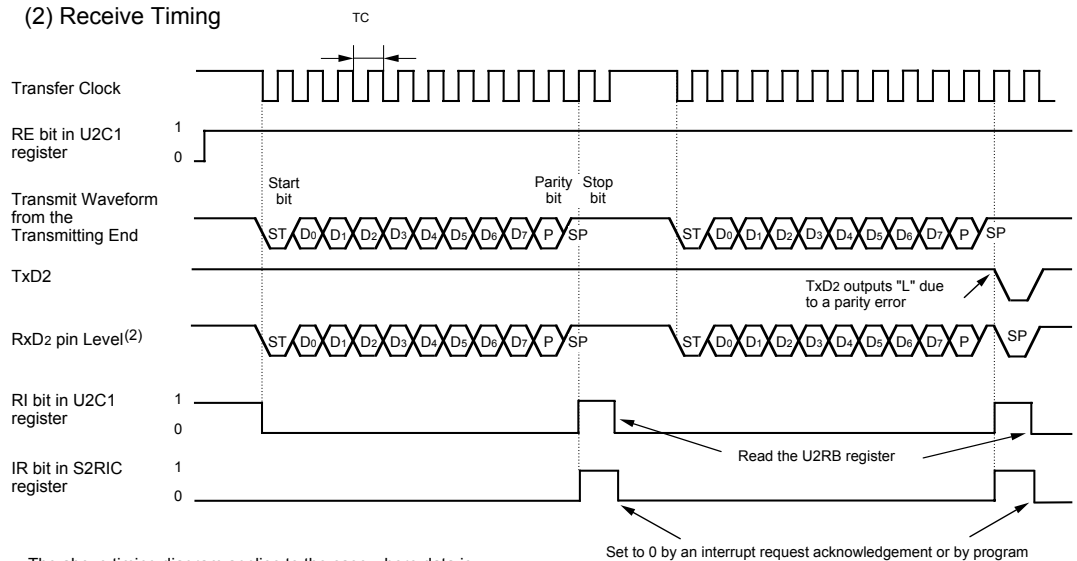 (2) Receive Timing
TC
Transfer Clock
RE bit in U2C1
register
1
0
Start
bit
Parity
bit
Stop
bit
Transmit Waveform
from the
Transmitting End
ST D0 D1 D2 D3 D4 D5 D6 D7 P SP
ST D0 D1 D2 D3 D4 D5 D6 D7 P SP
TxD2
TxD2 outputs "L" due
to a parity error
RxD2 pin Level(2)
ST D0 D1 D2 D3 D4 D5 D6 D7 P SP
ST D0 D1 D2 D3 D4 D5 D6 D7 P SP
RI bit in U2C1
register
1
0
Read the U2RB register
IR bit in S2RIC
register
1
0
Set to 0 by an interrupt request acknowledgement or by program